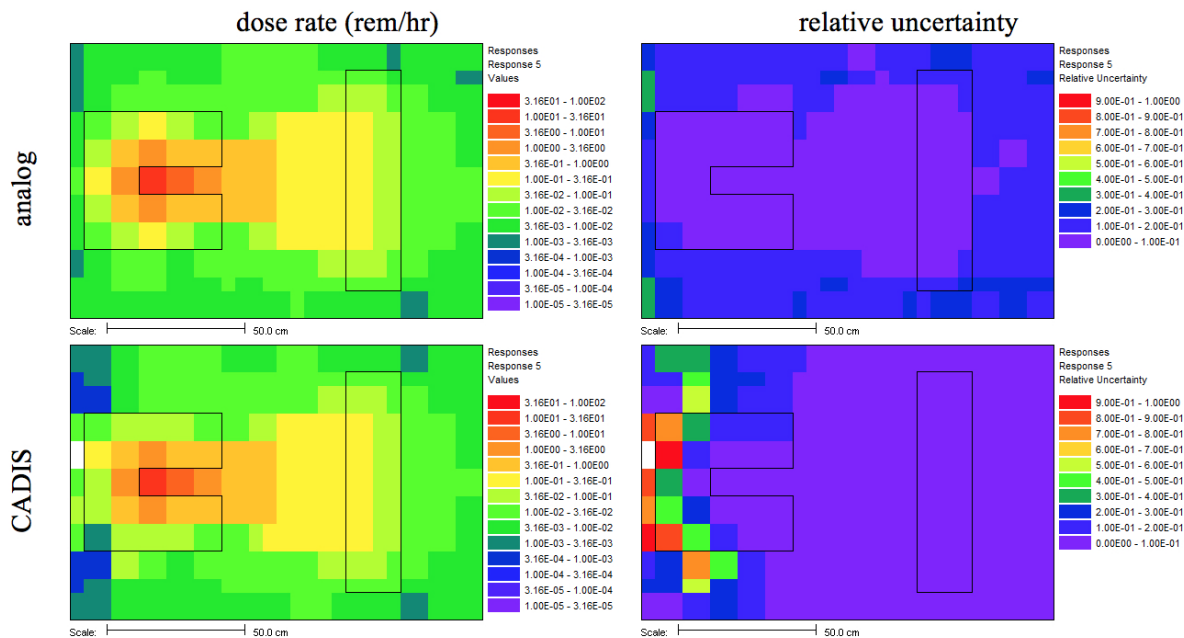 dose rate (rem/hr)
relative uncertainty
analog
Responses
Response 5
Values
3.16E01 - 1.00E02
1.00E01 - 3.16E01
3.16E00 - 1.00E01
1.00E00 - 3.16E00
3.16E-01 - 1.00E00
1.00E-01 - 3.16E-01
3.16E-02 - 1.00E-01
1.00E-02 - 3.16E-02
3.16E-03 - 1.00E-02
1.00E-03 - 3.16E-03
3.16E-04 - 1.00E-03
1.00E-04 - 3.16E-04
3.16E-05 - 1.00E-04
1.00E-05 - 3.16E-05
Scale: 50.0 cm
Responses
Response 5
Relative Uncertainty
9.00E-01 - 1.00E00
8.00E-01 - 9.00E-01
7.00E-01 - 8.00E-01
6.00E-01 - 7.00E-01
5.00E-01 - 6.00E-01
4.00E-01 - 5.00E-01
3.00E-01 - 4.00E-01
2.00E-01 - 3.00E-01
1.00E-01 - 2.00E-01
0.00E00 - 1.00E-01
Scale: 50.0 cm
CADIS
Responses
Response 5
Values
3.16E01 - 1.00E02
1.00E01 - 3.16E01
3.16E00 - 1.00E01
1.00E00 - 3.16E00
3.16E-01 - 1.00E00
1.00E-01 - 3.16E-01
3.16E-02 - 1.00E-01
1.00E-02 - 3.16E-02
3.16E-03 - 1.00E-02
1.00E-03 - 3.16E-03
3.16E-04 - 1.00E-03
1.00E-04 - 3.16E-04
3.16E-05 - 1.00E-04
1.00E-05 - 3.16E-05
Scale: 50.0 cm
Responses
Response 5
Relative Uncertainty
9.00E-01 - 1.00E00
8.00E-01 - 9.00E-01
7.00E-01 - 8.00E-01
6.00E-01 - 7.00E-01
5.00E-01 - 6.00E-01
4.00E-01 - 5.00E-01
3.00E-01 - 4.00E-01
2.00E-01 - 3.00E-01
1.00E-01 - 2.00E-01
0.00E00 - 1.00E-01
Scale: 50.0 cm